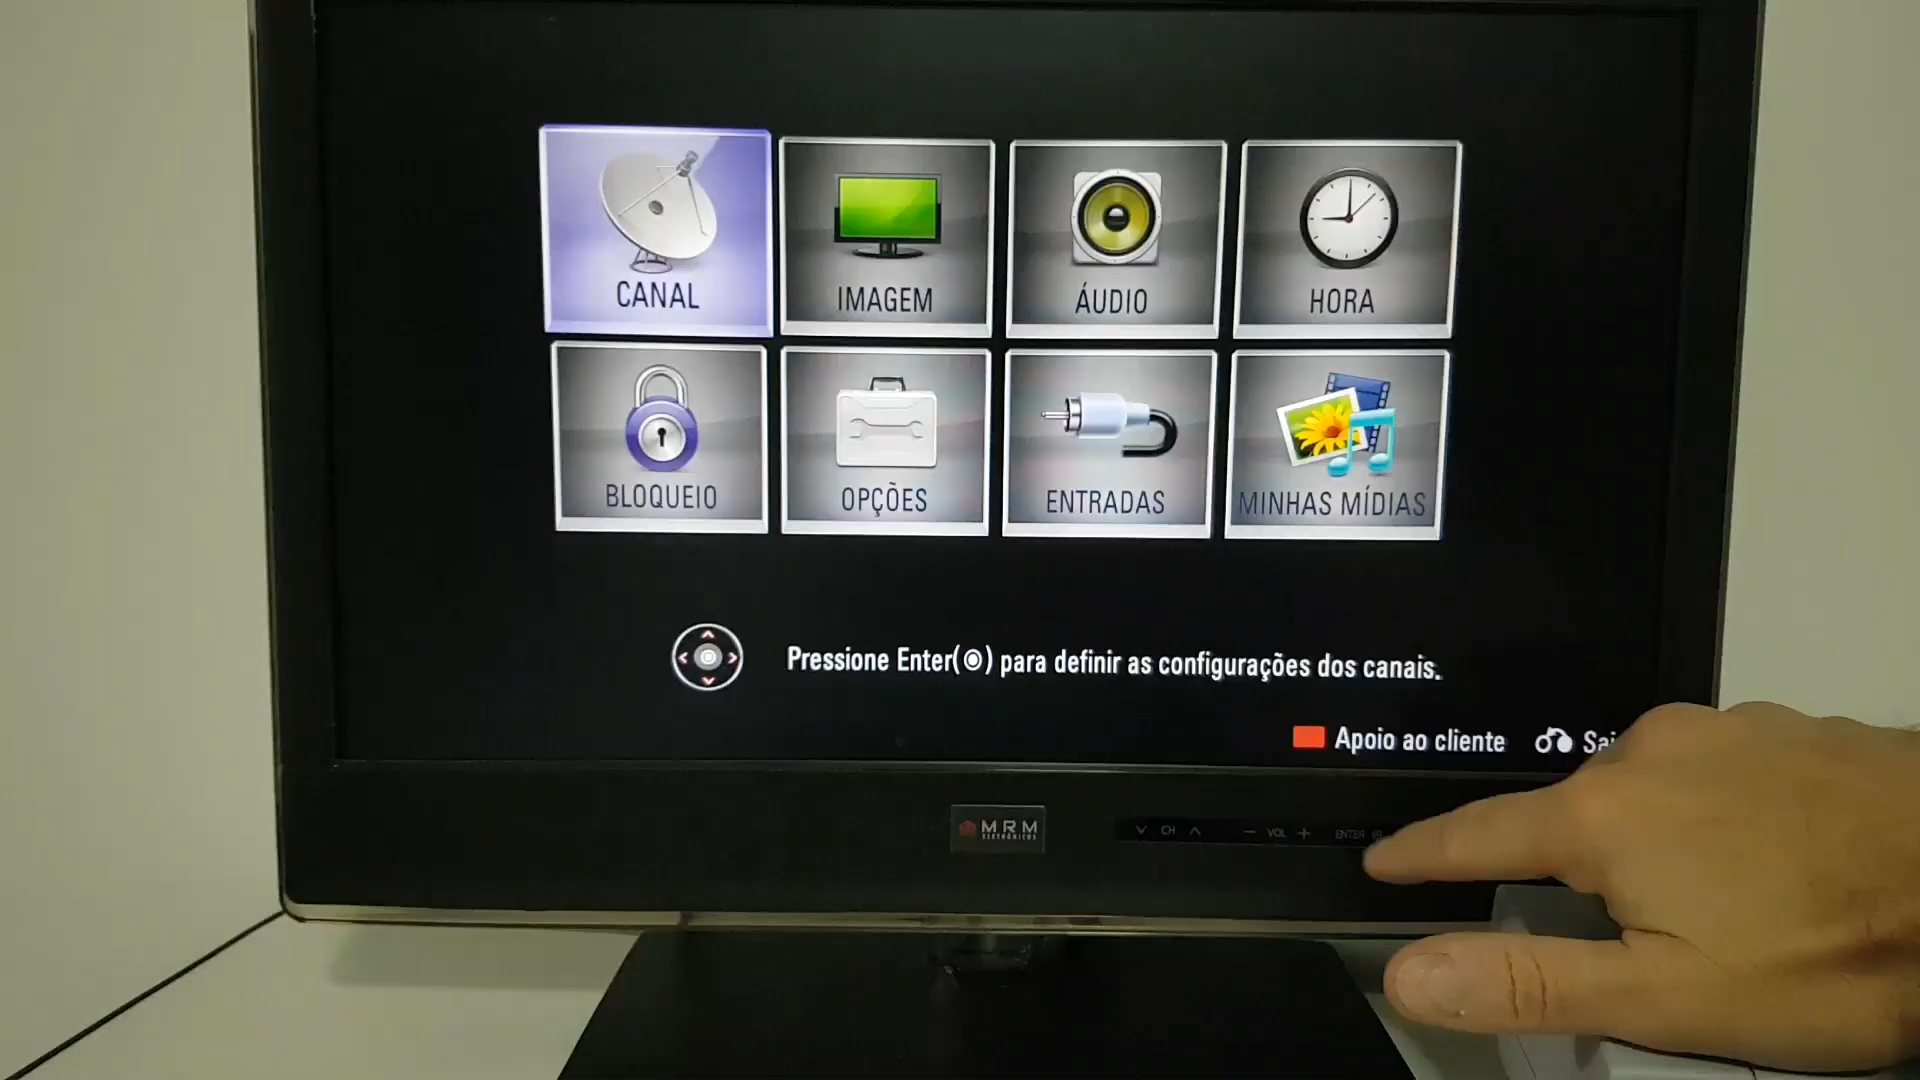 CANAL
IMAGEM
ÁUDIO
HORA
BLOQUEIO
OPÇÕES
ENTRADAS
MINHAS MÍDIAS
Pressione Enter(◉) para definir as configurações dos canais.
Apoio ao cliente
MRM
ELETRÔNICOS
CH
- VOL +
ENTER